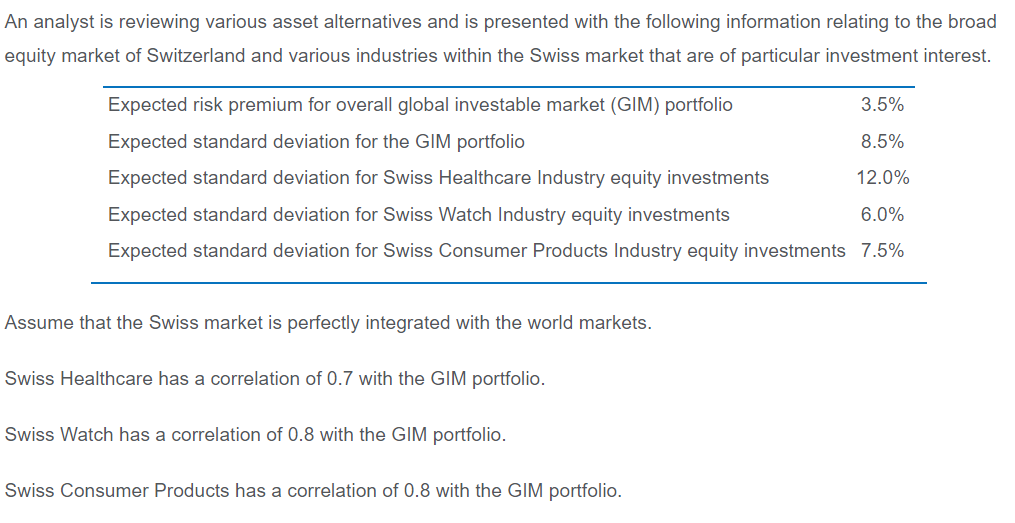 An analyst is reviewing various asset alternatives and is presented with the following information relating to the broad
equity market of Switzerland and various industries within the Swiss market that are of particular investment interest.
Expected risk premium for overall global investable market (GIM) portfolio 3.5%
Expected standard deviation for the GIM portfolio 8.5%
Expected standard deviation for Swiss Healthcare Industry equity investments 12.0%
Expected standard deviation for Swiss Watch Industry equity investments 6.0%
Expected standard deviation for Swiss Consumer Products Industry equity investments 7.5%
Assume that the Swiss market is perfectly integrated with the world markets.
Swiss Healthcare has a correlation of 0.7 with the GIM portfolio.
Swiss Watch has a correlation of 0.8 with the GIM portfolio.
Swiss Consumer Products has a correlation of 0.8 with the GIM portfolio.